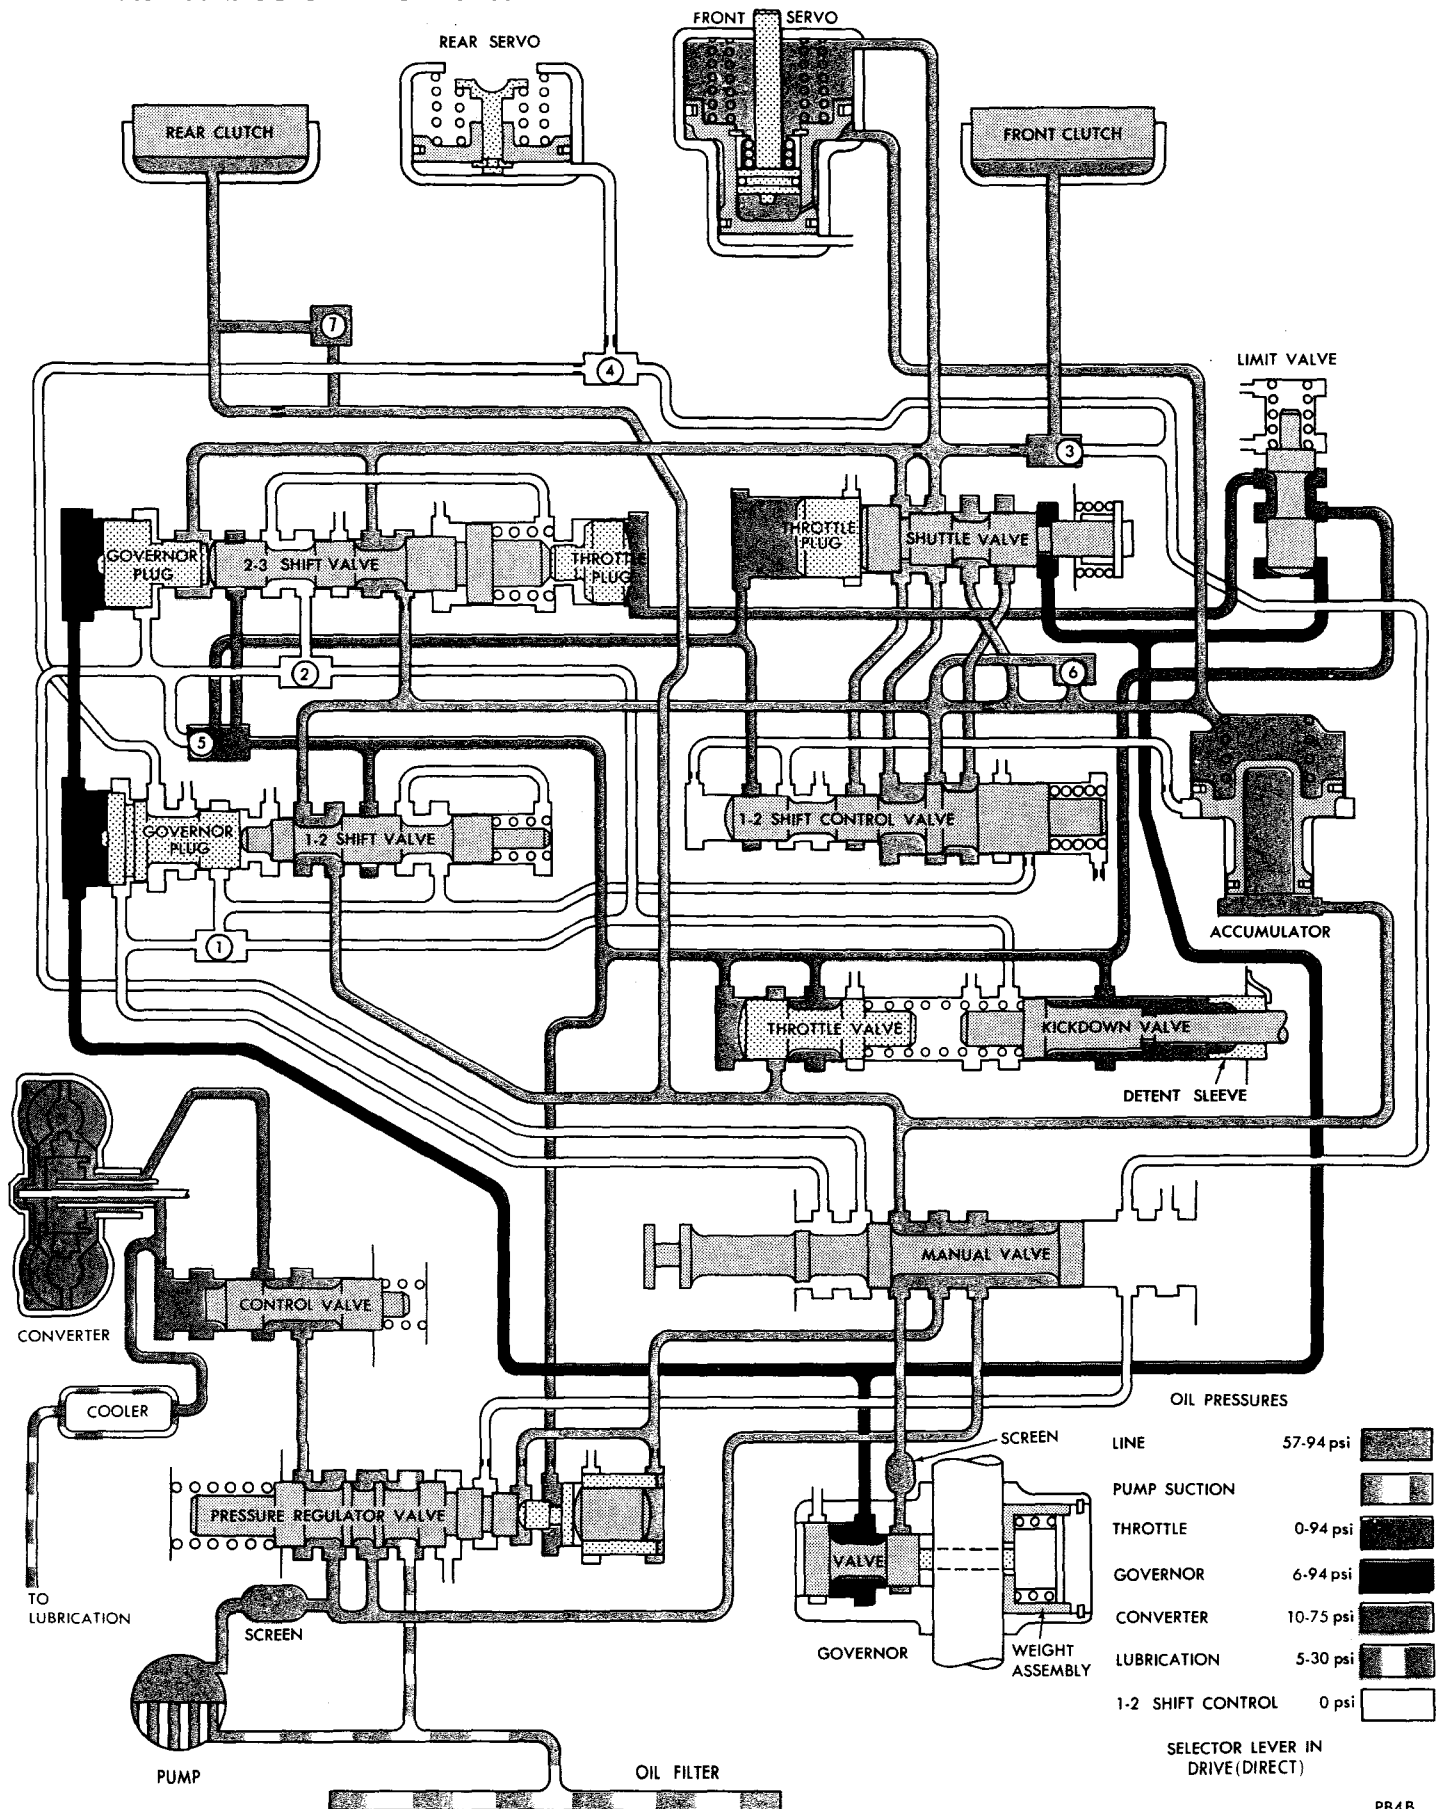 FRONT SERVO
REAR SERVO
REAR CLUTCH
FRONT CLUTCH
7
4
LIMIT VALVE
3
GOVERNOR
PLUG
2-3 SHIFT VALVE
THROTTLE
PLUG
THROTTLE
PLUG
SHUTTLE VALVE
2
6
5
GOVERNOR
PLUG
1-2 SHIFT VALVE
1-2 SHIFT CONTROL VALVE
1
ACCUMULATOR
THROTTLE VALVE
KICKDOWN VALVE
DETENT SLEEVE
MANUAL VALVE
CONTROL VALVE
CONVERTER
COOLER
OIL PRESSURES
SCREEN
LINE 57-94 psi
PUMP SUCTION
THROTTLE 0-94 psi
GOVERNOR 6-94 psi
CONVERTER 10-75 psi
LUBRICATION 5-30 psi
1-2 SHIFT CONTROL 0 psi
PRESSURE REGULATOR VALVE
VALVE
TO
LUBRICATION
SCREEN
GOVERNOR
WEIGHT
ASSEMBLY
PUMP
OIL FILTER
SELECTOR LEVER IN
DRIVE (DIRECT)
PB4B